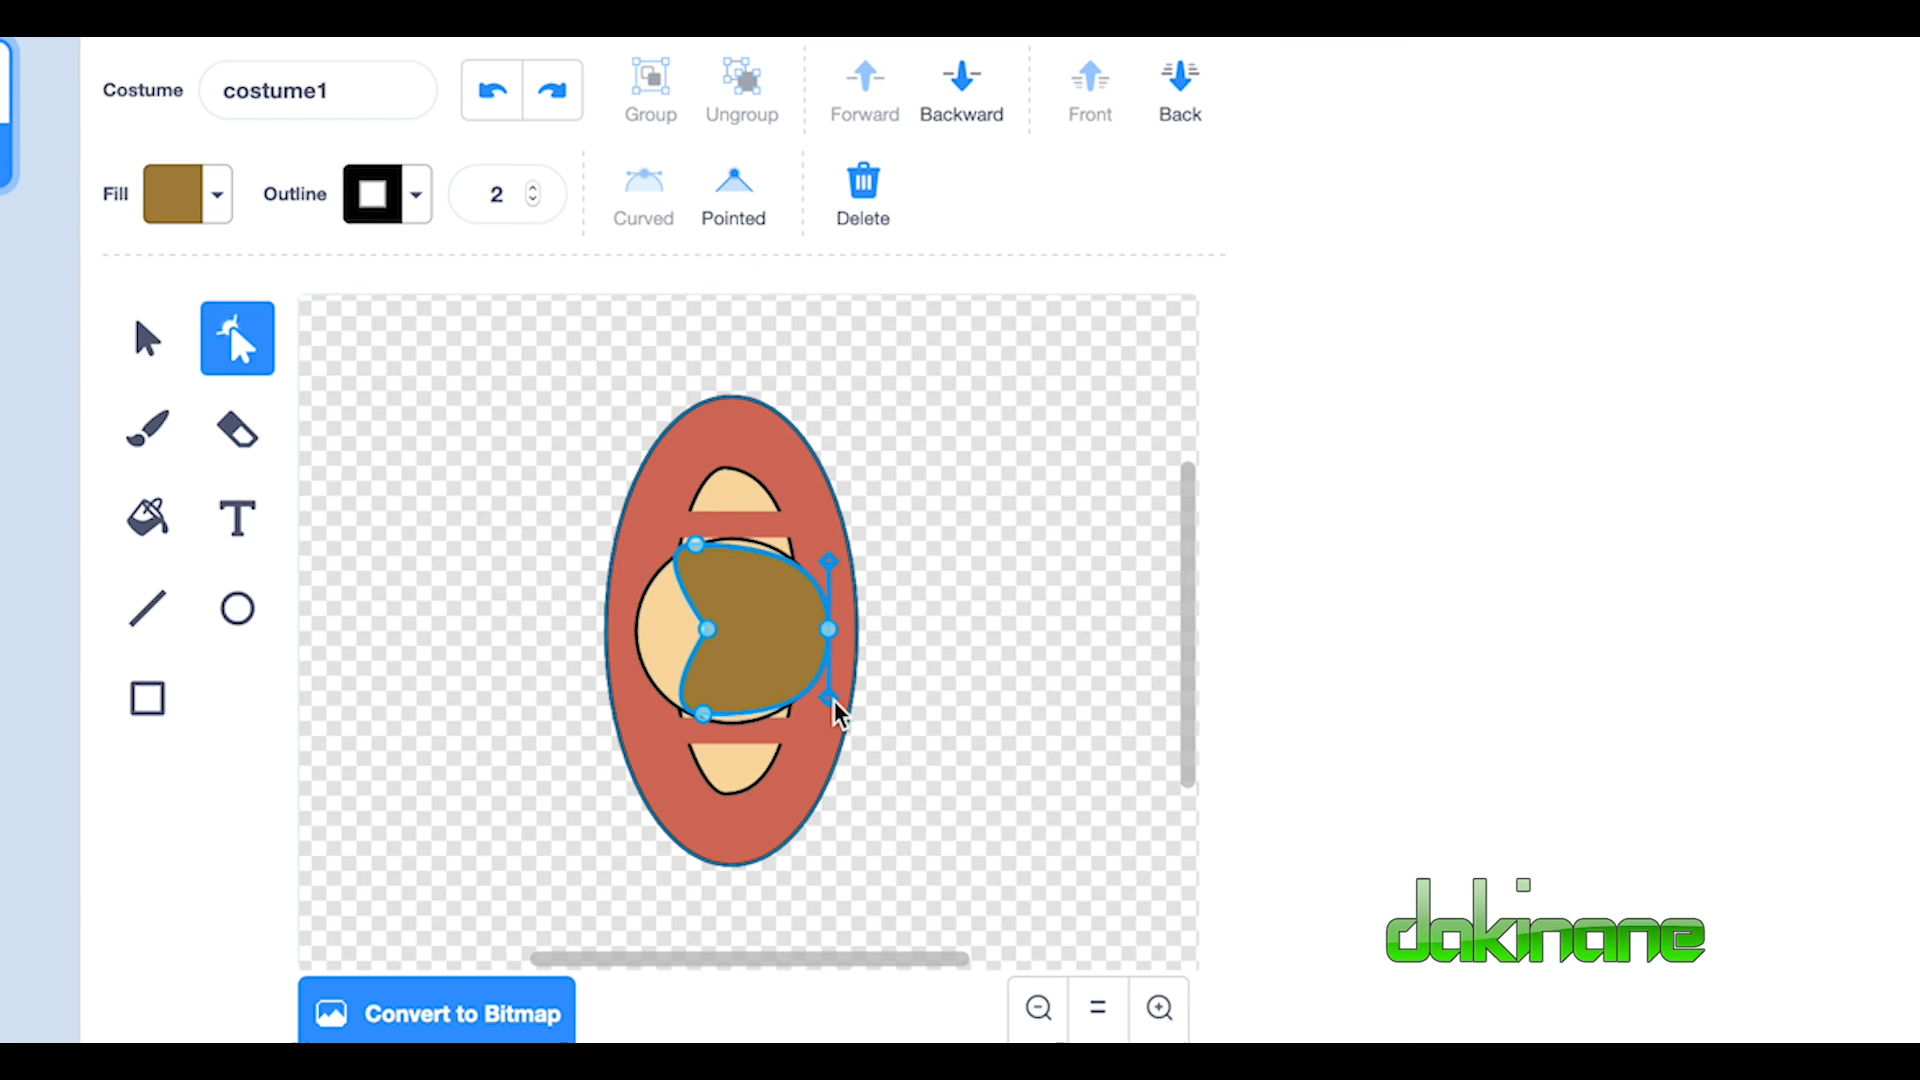 Costume
costume1
Group
Ungroup
Forward
Backward
Front
Back
Fill
Outline
2
Curved
Pointed
Delete
T
Convert to Bitmap
dakinane